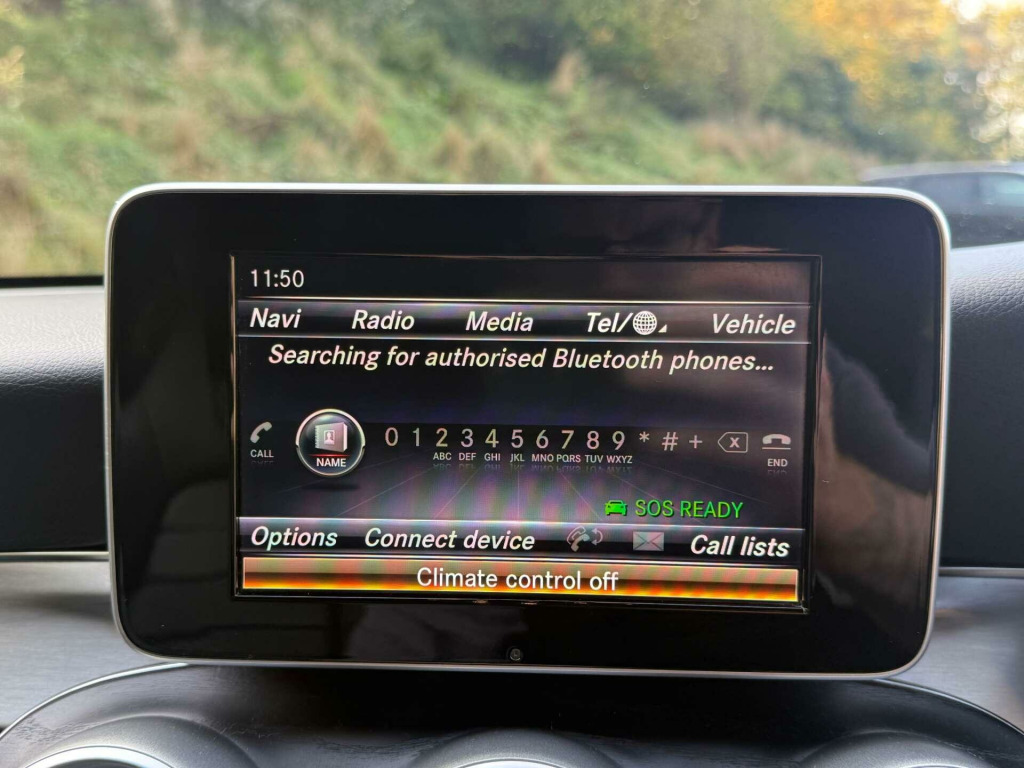 11:50
Navi Radio Media Tel/ Vehicle
Searching for authorised Bluetooth phones...
0 1 2 3 4 5 6 7 8 9 * # +
CALL NAME ABC DEF GHI JKL MNO PQRS TUV WXYZ END
SOS READY
Options Connect device Call lists
Climate control off